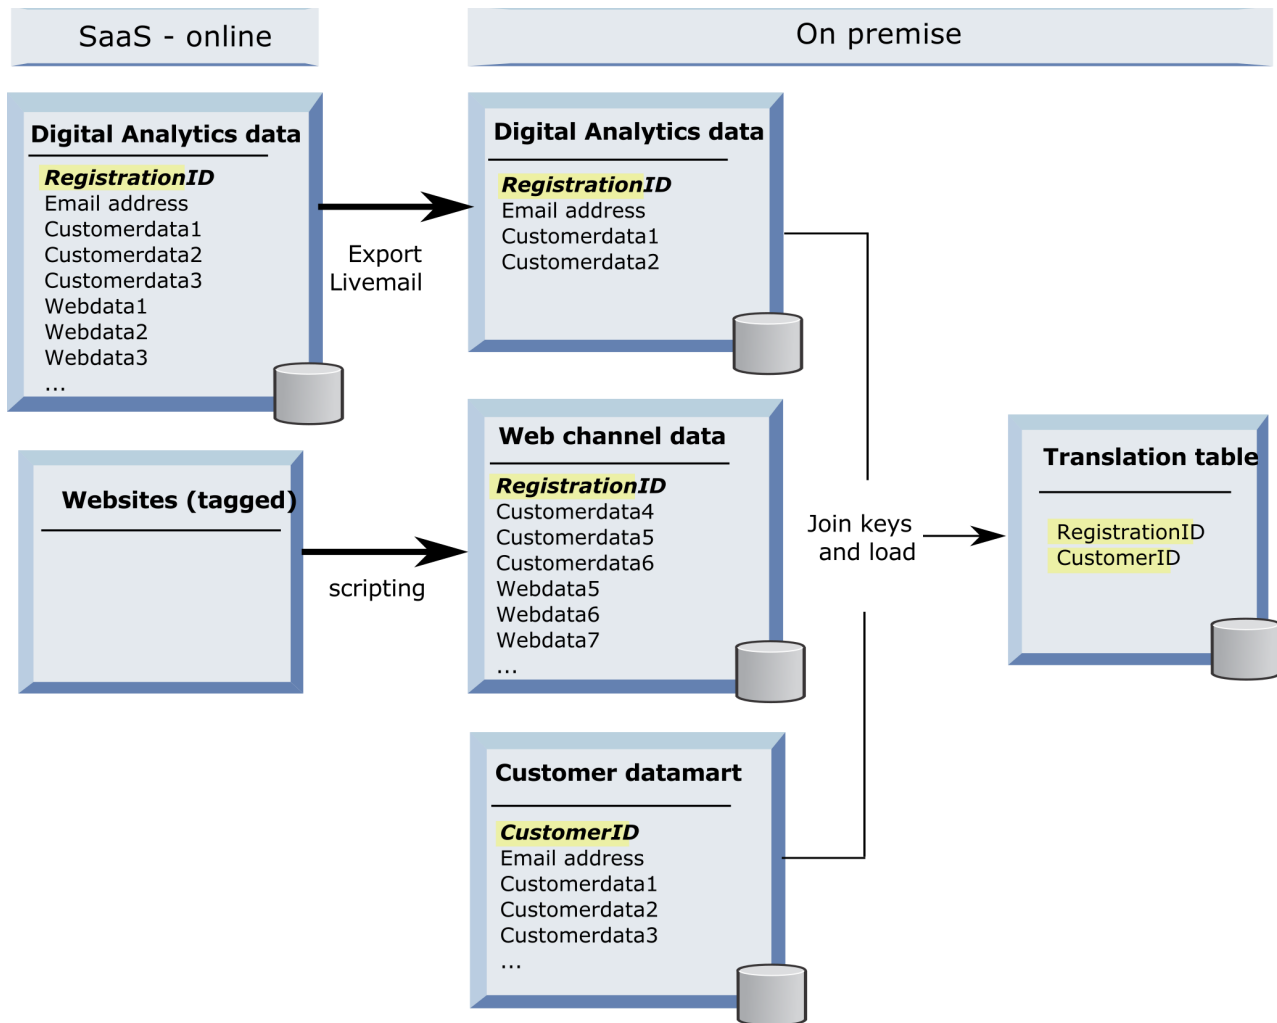 SaaS - online
On premise
Digital Analytics data
RegistrationID
Email address
Customerdata1
Customerdata2
Customerdata3
Webdata1
Webdata2
Webdata3
...
Export
Livemail
Digital Analytics data
RegistrationID
Email address
Customerdata1
Customerdata2
Websites (tagged)
scripting
Web channel data
RegistrationID
Customerdata4
Customerdata5
Customerdata6
Webdata5
Webdata6
Webdata7
...
Customer datamart
CustomerID
Email address
Customerdata1
Customerdata2
Customerdata3
...
Join keys
and load
Translation table
RegistrationID
CustomerID